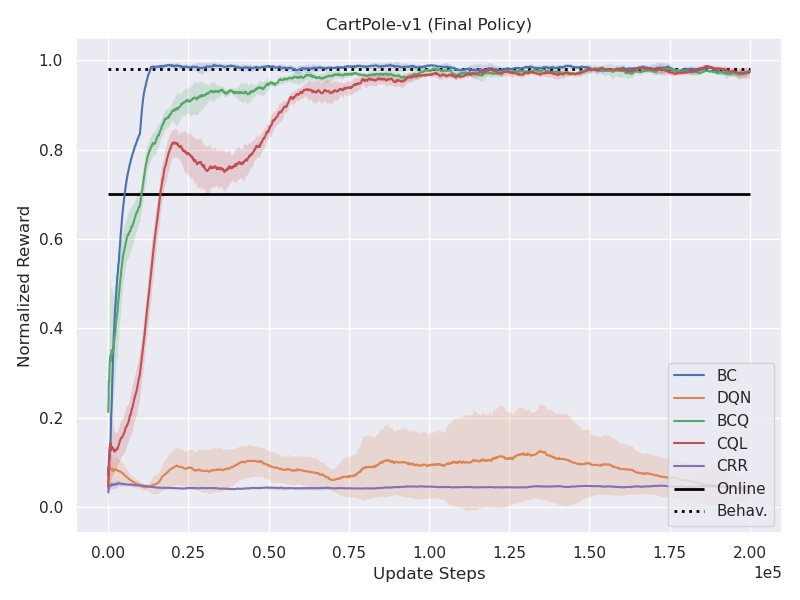 CartPole-v1 (Final Policy)
Normalized Reward
1.0
0.8
0.6
0.4
0.2
0.0
BC
DQN
BCQ
CQL
CRR
Online
Behav.
0.00 0.25 0.50 0.75 1.00 1.25 1.50 1.75 2.00
1e5
Update Steps